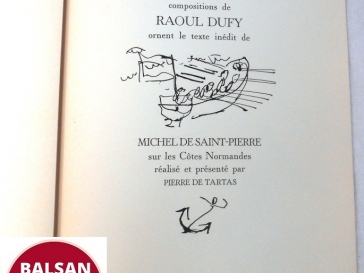 compositions de
RAOUL DUFY
ornent le texte inédit de
MICHEL DE SAINT-PIERRE
sur les Côtes Normandes
réalisé et présenté par
PIERRE DE TARTAS
BALSAN